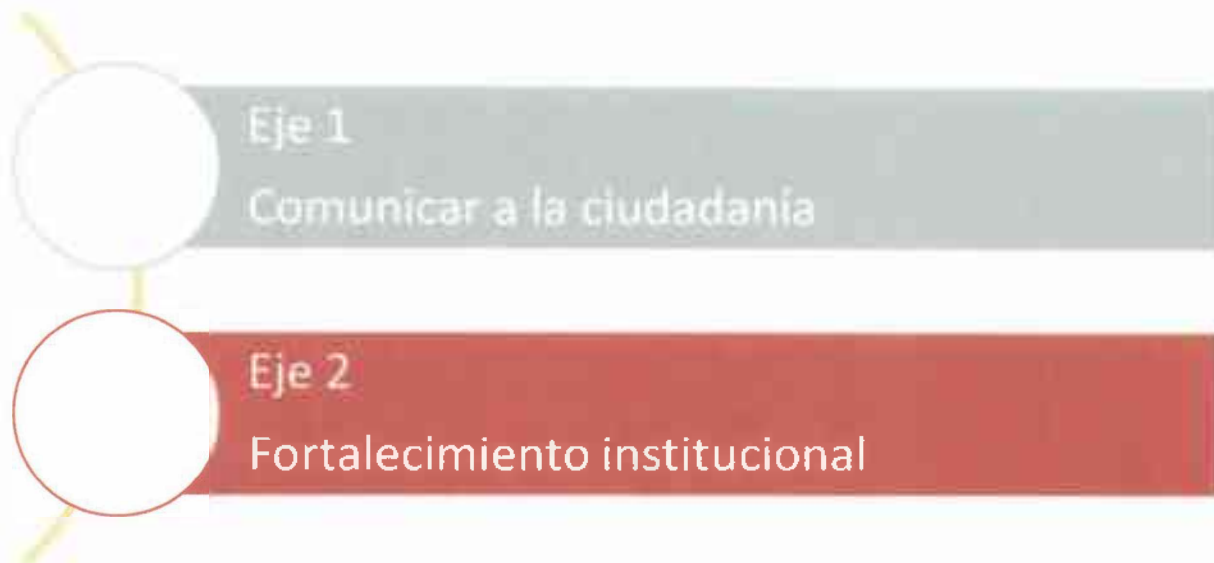 Eje 1
Comunicar a la ciudadanía
Eje 2
Fortalecimiento institucional